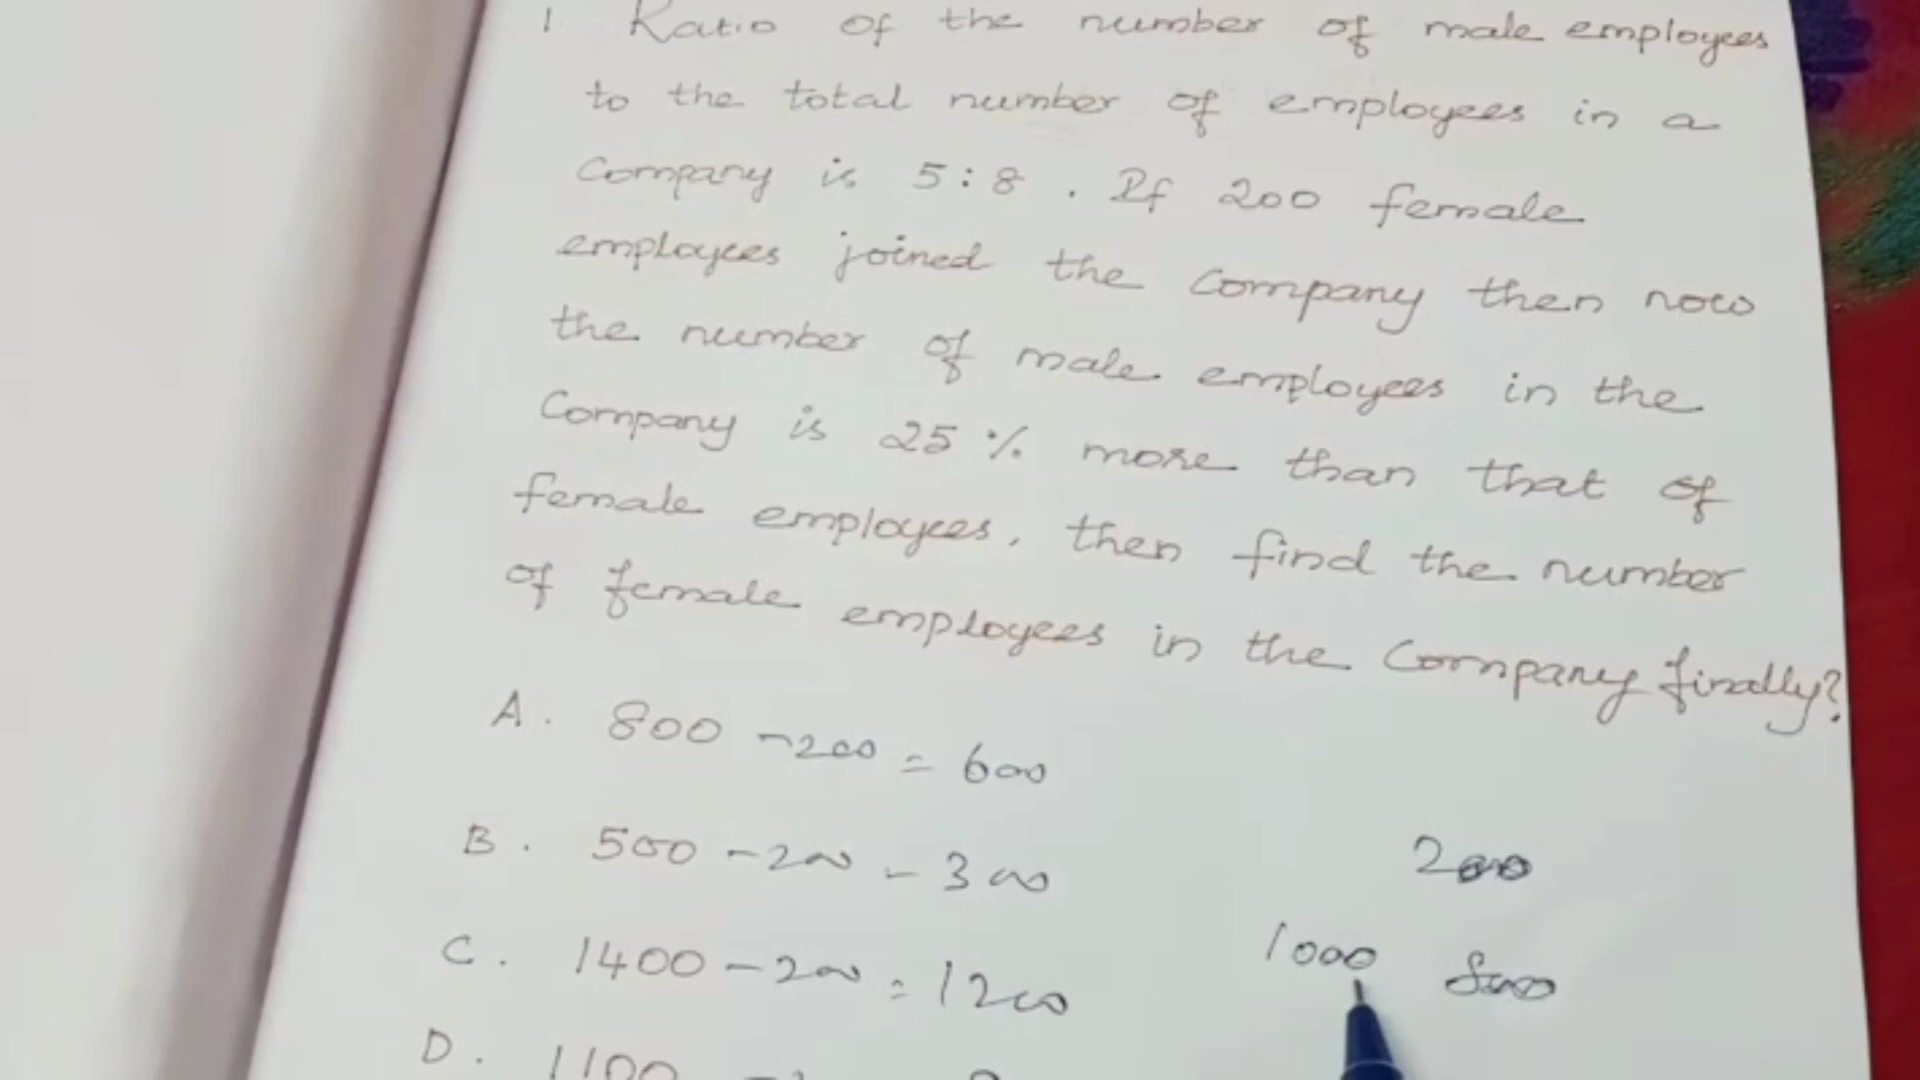 1 Ratio of the number of male employees
to the total number of employees in a
Company is 5:8. If 200 female
employees joined the Company then now
the number of male employees in the
Company is 25% more than that of
female employees, then find the number
of female employees in the Company finally?
A. 800 -200 = 600
B. 500 -200 - 300
C. 1400 -200 = 1200
D. 1100
200
1000 800